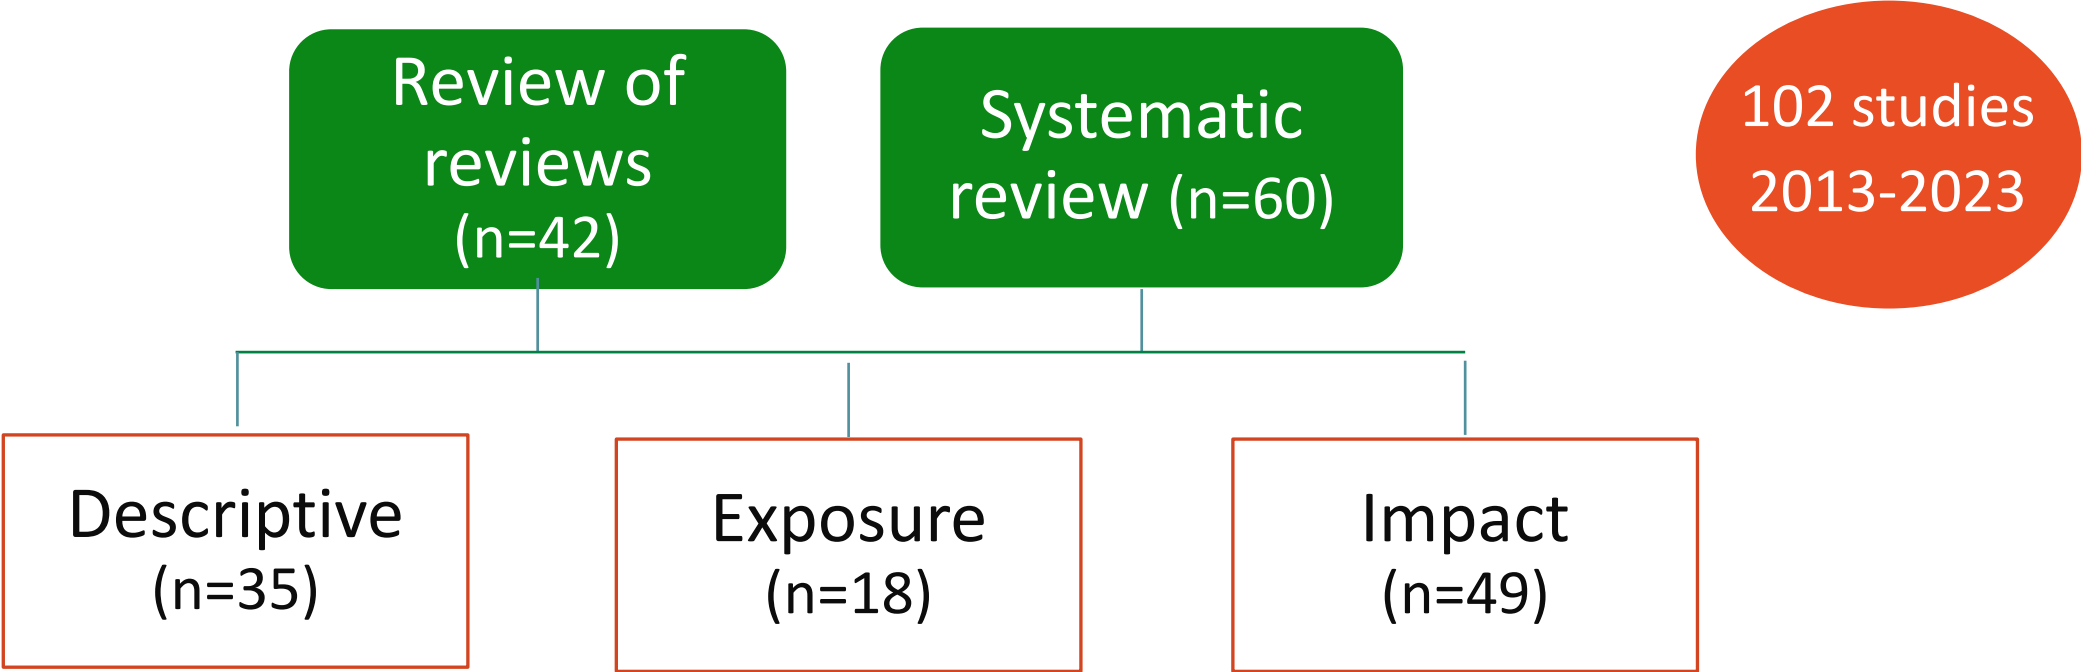 Review of
reviews
(n=42)
Systematic
review (n=60)
102 studies
2013-2023
Descriptive
(n=35)
Exposure
(n=18)
Impact
(n=49)